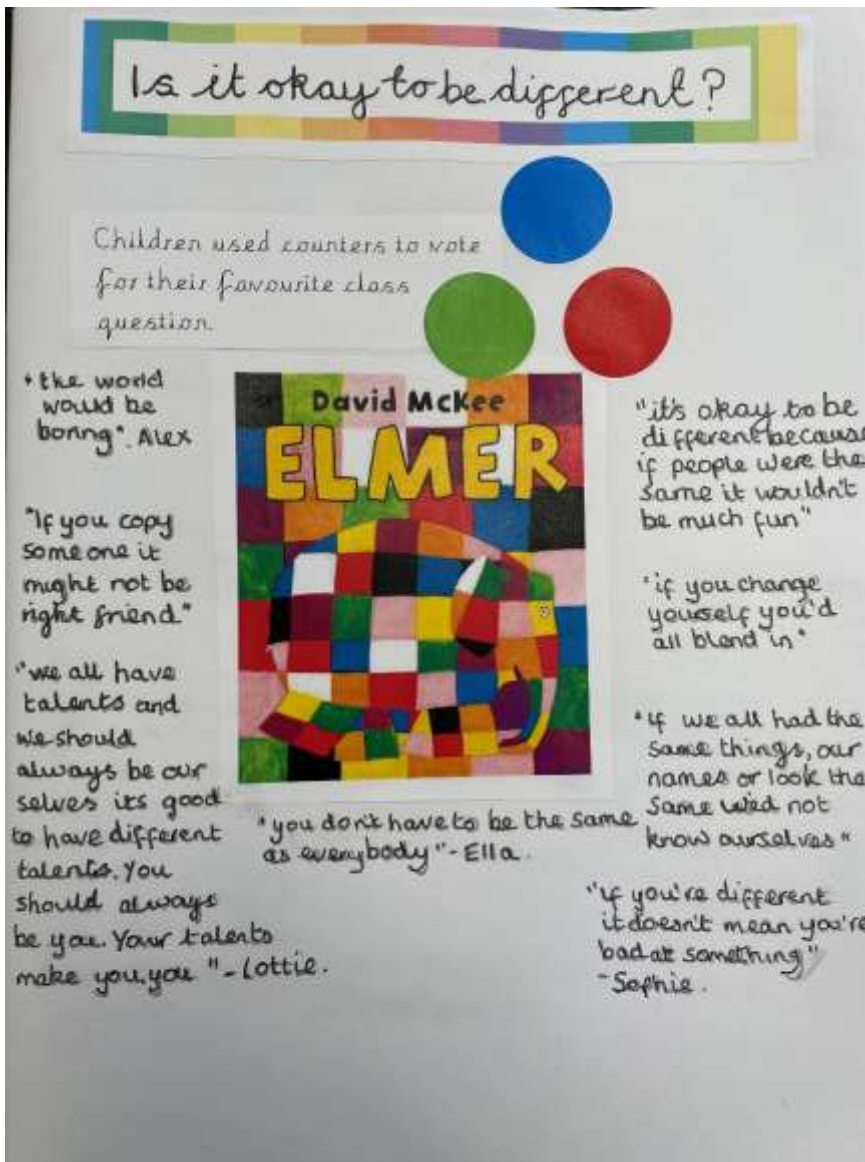 Is it okay to be different?
Children used counters to vote
for their favourite class
question
"the world
would be
boring". Alex
"If you copy
someone it
might not be
right friend"
"we all have
talents and
we should
always be our
selves its good
to have different
talents. You
should always
be you. Your talents
make you, you "- Lottie.
David McKee
ELMER
"you don't have to be the same
as everybody"- Ella.
"it's okay to be
different because
if people were the
same it wouldn't
be much fun"
"if you change
yourself you'd
all blend in"
"if we all had the
same things, our
names or look the
same we'd not
know ourselves"
"if you're different
it doesn't mean you're
bad at something"
-Sophie.